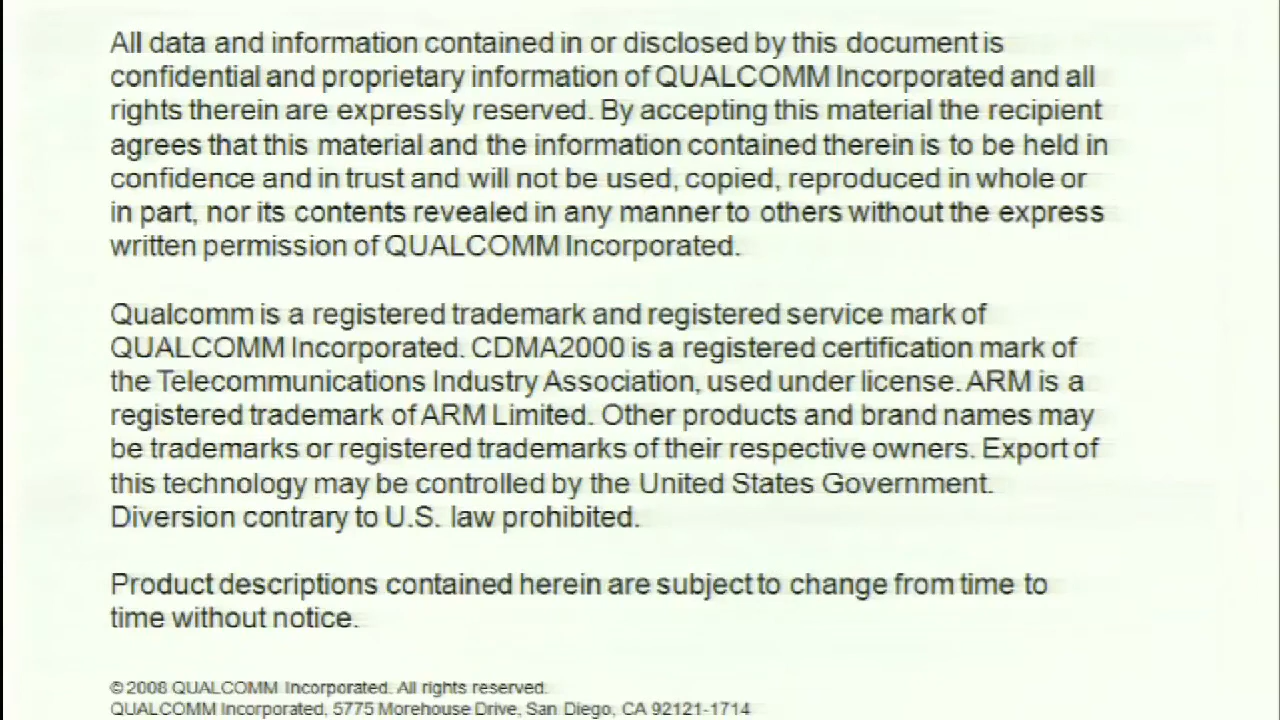 All data and information contained in or disclosed by this document is
confidential and proprietary information of QUALCOMM Incorporated and all
rights therein are expressly reserved. By accepting this material the recipient
agrees that this material and the information contained therein is to be held in
confidence and in trust and will not be used, copied, reproduced in whole or
in part, nor its contents revealed in any manner to others without the express
written permission of QUALCOMM Incorporated.
Qualcomm is a registered trademark and registered service mark of
QUALCOMM Incorporated. CDMA2000 is a registered certification mark of
the Telecommunications Industry Association, used under license. ARM is a
registered trademark of ARM Limited. Other products and brand names may
be trademarks or registered trademarks of their respective owners. Export of
this technology may be controlled by the United States Government.
Diversion contrary to U.S. law prohibited.
Product descriptions contained herein are subject to change from time to
time without notice.
© 2008 QUALCOMM Incorporated. All rights reserved.
QUALCOMM Incorporated, 5775 Morehouse Drive, San Diego, CA 92121-1714